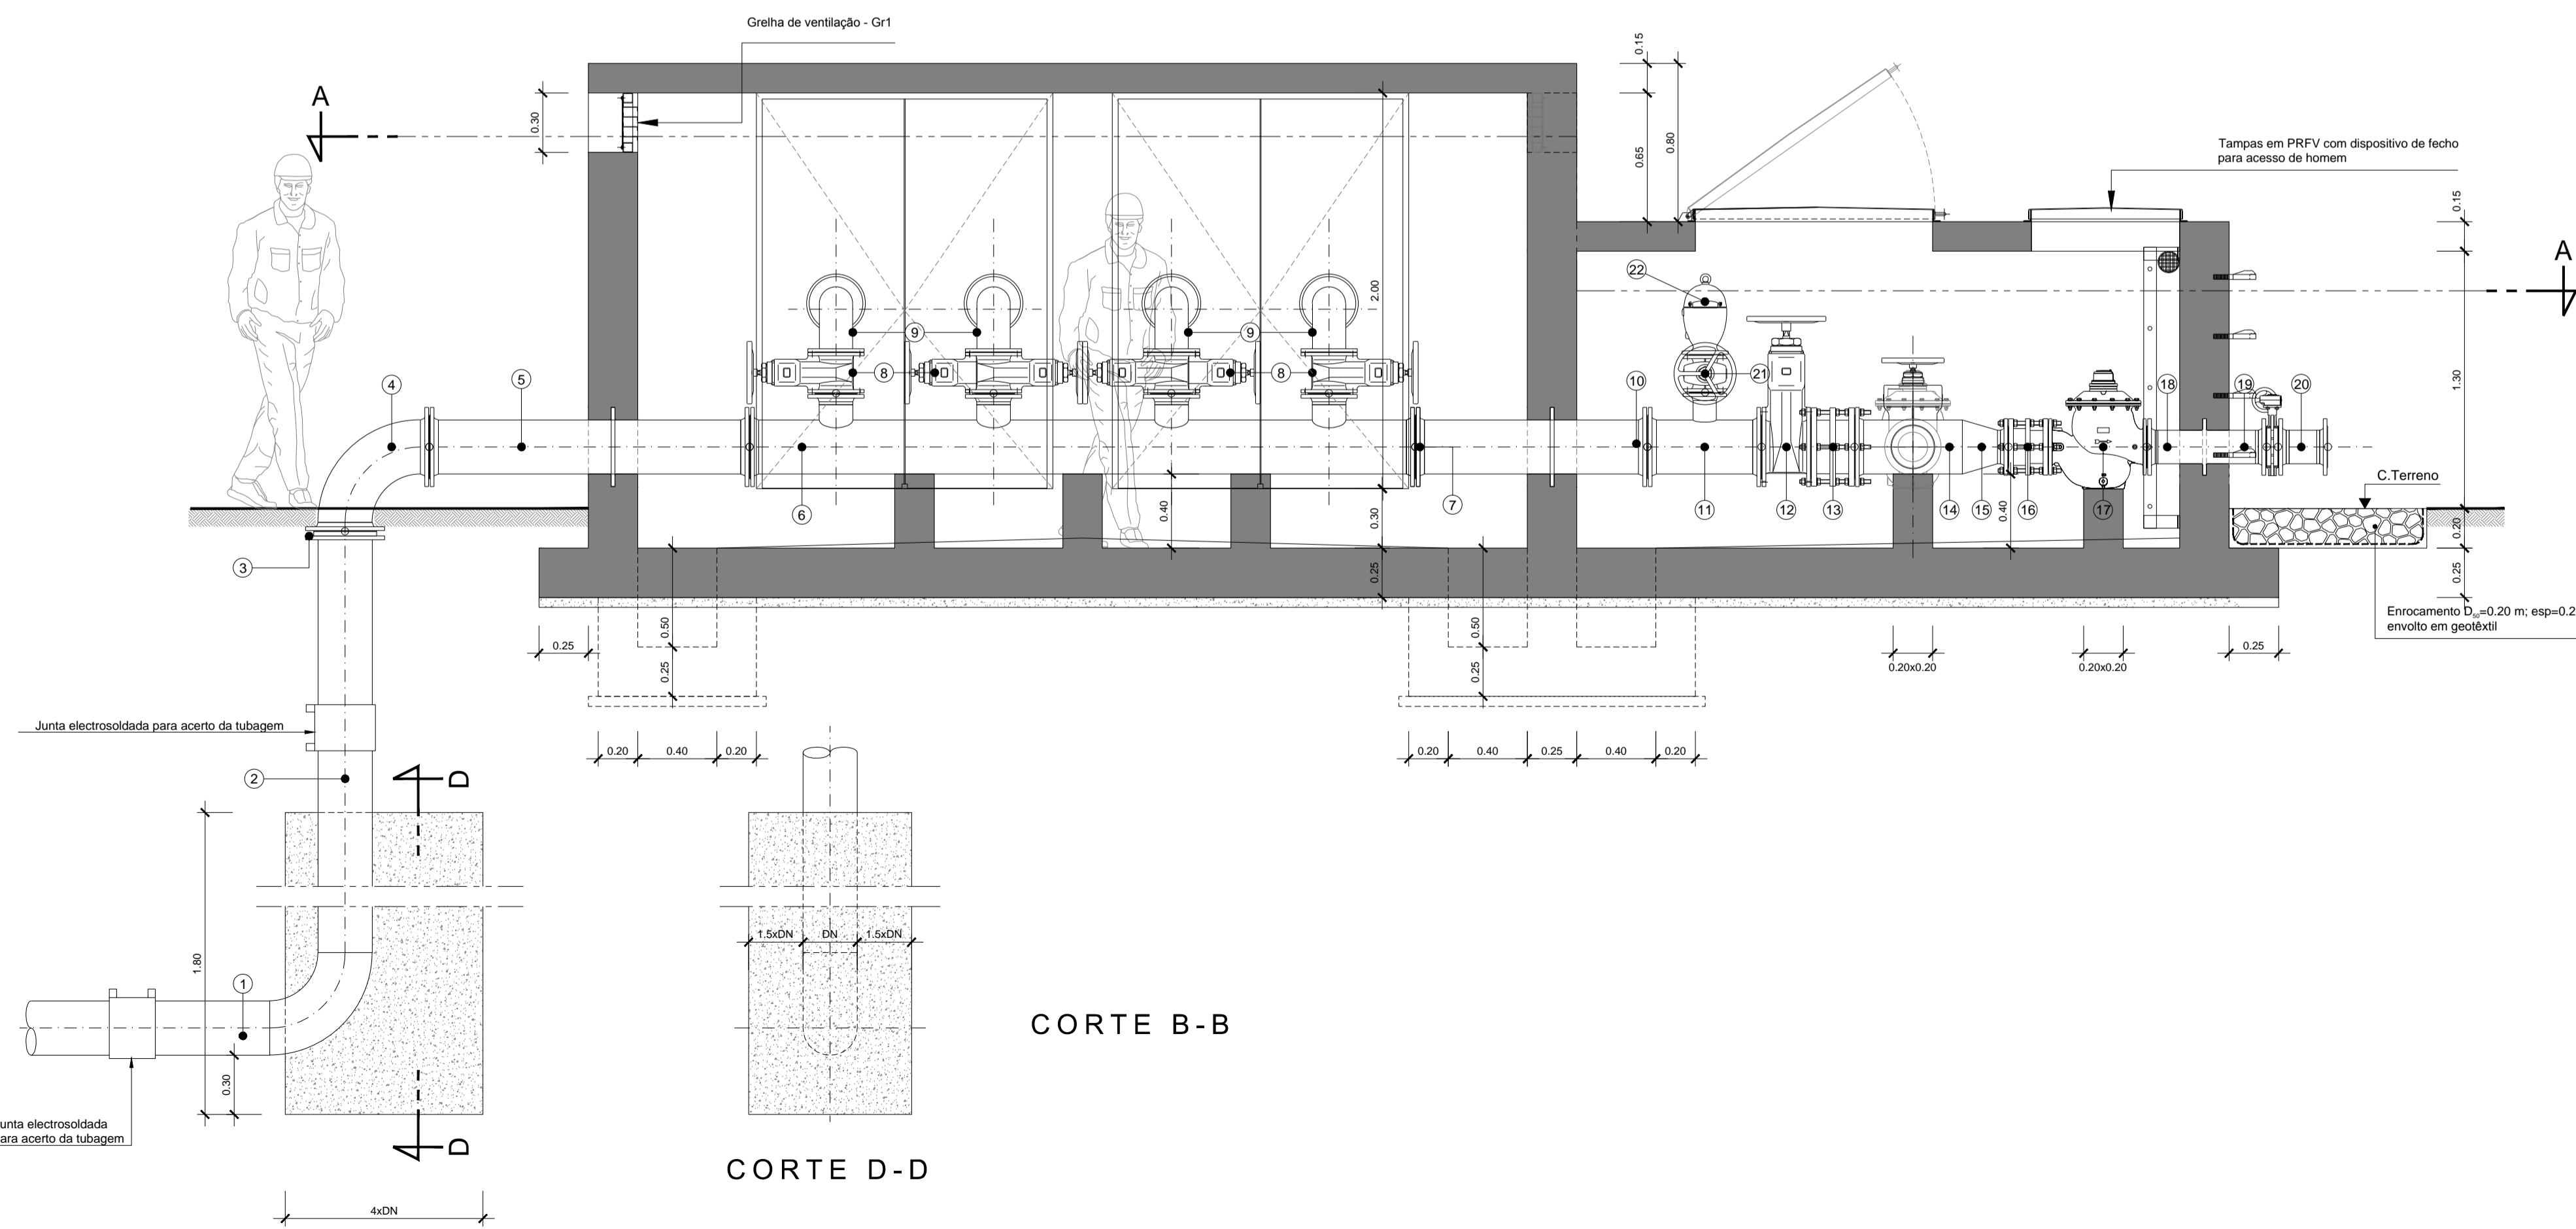 Grelha de ventilação - Gr1
0.15
A
0.30
0.65
0.80
Tampas em PRFV com dispositivo de fecho
para acesso de homem
0.15
A
22
2.00
9
9
8
8
21
4
5
10
18
19
20
1.30
C.Terreno
6
7
11
12
13
14
15
16
17
0.40
0.30
0.40
0.20
3
0.25
0.25
Enrocamento D50=0.20 m; esp=0.2
envolto em geotêxtil
0.50
0.50
0.25
0.25
0.25
0.20x0.20
0.20x0.20
0.25
Junta electrosoldada para acerto da tubagem
0.20
0.40
0.20
0.20
0.40
0.25
0.40
0.20
2
D
1.5xDN
DN
1.5xDN
1.80
1
CORTE B-B
0.30
unta electrosoldada
ara acerto da tubagem
D
CORTE D-D
4xDN